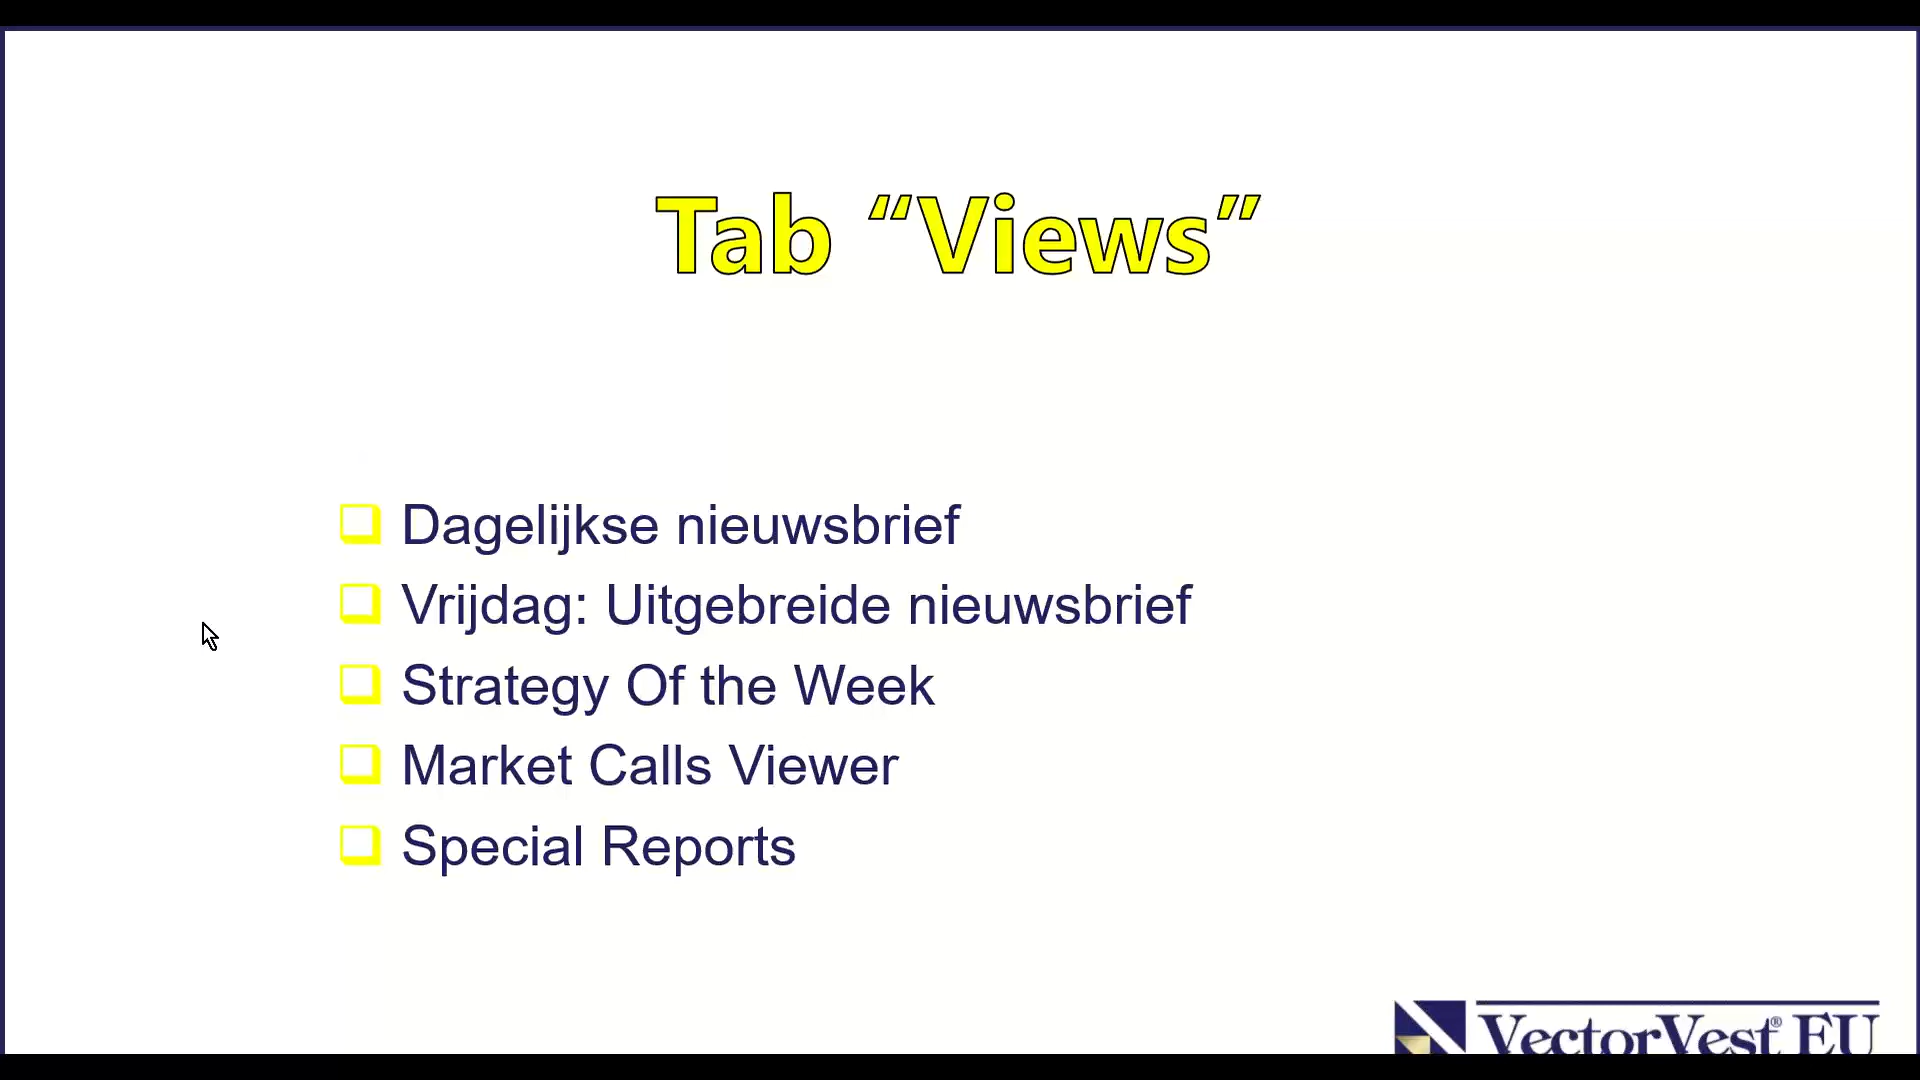 Tab “Views”
Dagelijkse nieuwsbrief
Vrijdag: Uitgebreide nieuwsbrief
Strategy Of the Week
Market Calls Viewer
Special Reports
VectorVest® EU